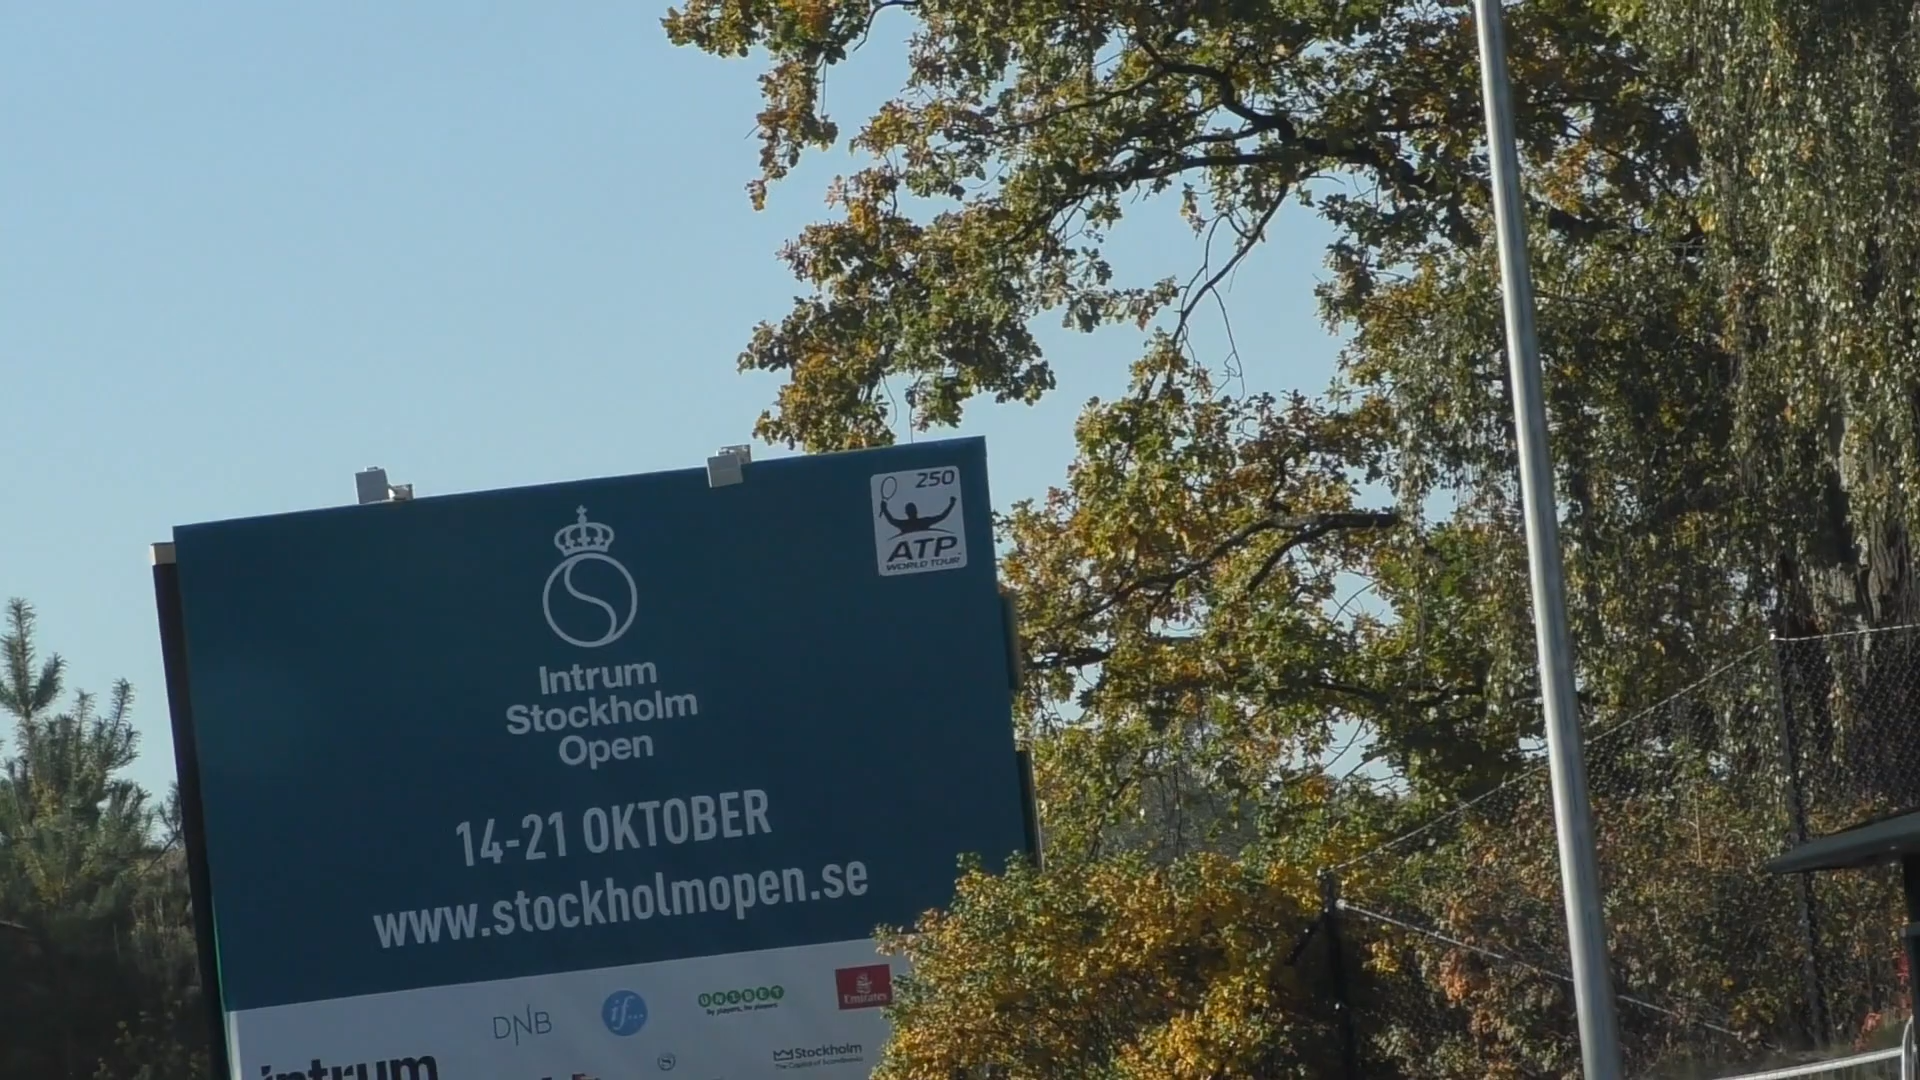 250
ATP
WORLD TOUR
Intrum
Stockholm
Open
14-21 OKTOBER
www.stockholmopen.se
DNB
if...
UNIBET
By players, for players
Emirates
intrum
S
Stockholm
The Capital of Scandinavia